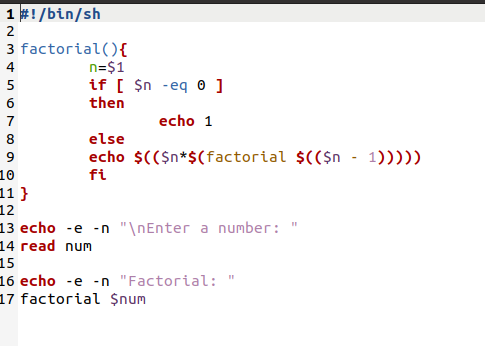 1 #!/bin/sh
2
3 factorial(){
4         n=$1
5         if [ $n -eq 0 ]
6         then
7                 echo 1
8         else
9         echo $(($n*$(factorial $(($n - 1)))))
10         fi
11 }
12
13 echo -e -n "\nEnter a number: "
14 read num
15
16 echo -e -n "Factorial: "
17 factorial $num